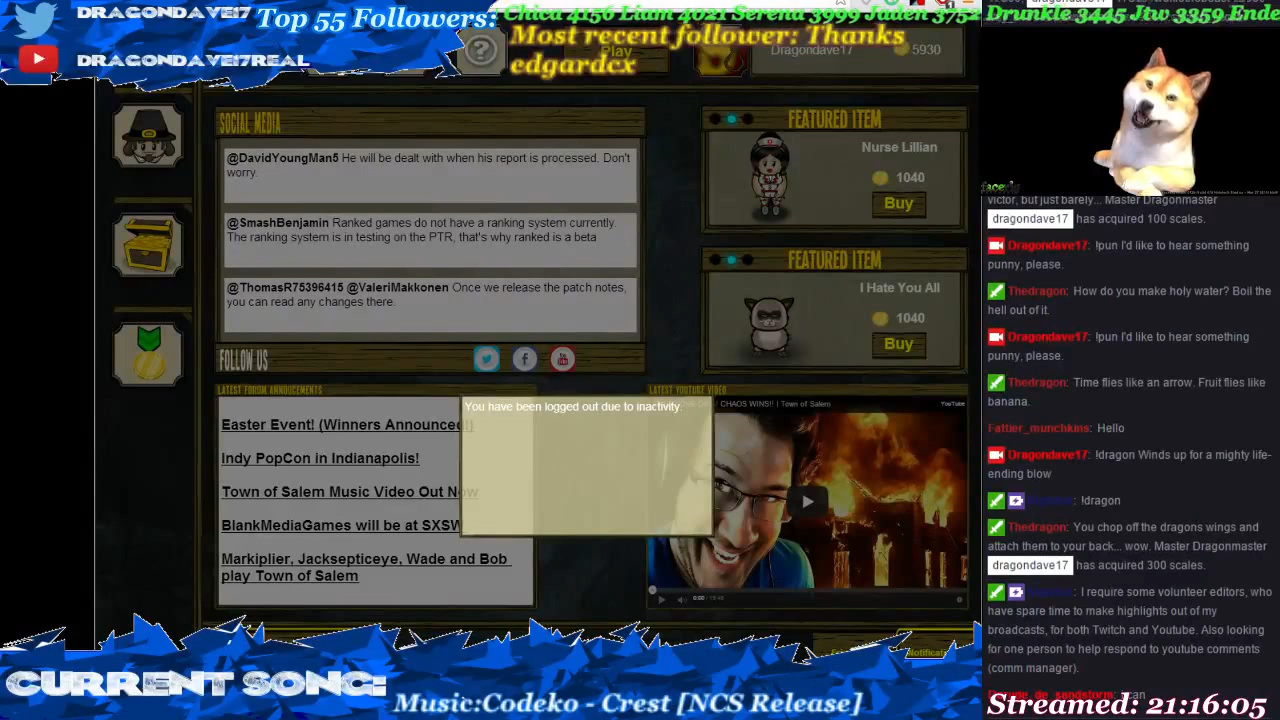 DRAGONDAVE17
DRAGONDAVE17REAL
Top 55 Followers:
Chica 4156 Liam 4021 Serena 3999 Jaden 3752 Drunkle 3445 Jtw 3359 Ende
Most recent follower: Thanks
edgardcx
Play
Dragondave17
5930
SOCIAL MEDIA
@DavidYoungMan5 He will be dealt with when his report is processed. Don't
worry.
@SmashBenjamin Ranked games do not have a ranking system currently.
The ranking system is in testing on the PTR, that's why ranked is a beta
@ThomasR75396415 @ValeriMakkonen Once we release the patch notes,
you can read any changes there.
FOLLOW US
FEATURED ITEM
Nurse Lillian
1040
Buy
FEATURED ITEM
I Hate You All
1040
Buy
LATEST FORUM ANNOUCEMENTS
Easter Event! (Winners Announced!)
Indy PopCon in Indianapolis!
Town of Salem Music Video Out Now
BlankMediaGames will be at SXSW
Markiplier, Jacksepticeye, Wade and Bob
play Town of Salem
You have been logged out due to inactivity.
LATEST YOUTUBE VIDEO
CHAOS WINS!! | Town of Salem
YouTube
0:00
victor, but just barely... Master Dragonmaster
dragondave17 has acquired 100 scales.
Dragondave17: !pun I'd like to hear something
punny, please.
Thedragon: How do you make holy water? Boil the
hell out of it.
Dragondave17: !pun I'd like to hear something
punny, please.
Thedragon: Time flies like an arrow. Fruit flies like
banana.
Father_munchkins: Hello
Dragondave17: !dragon Winds up for a mighty life-
ending blow
: !dragon
Thedragon: You chop off the dragons wings and
attach them to your back... wow. Master Dragonmaster
dragondave17 has acquired 300 scales.
: I require some volunteer editors, who
have spare time to make highlights out of my
broadcasts, for both Twitch and Youtube. Also looking
for one person to help respond to youtube comments
(comm manager).
can
Streamed: 21:16:05
CURRENT SONG:
Music:Codeko - Crest [NCS Release]